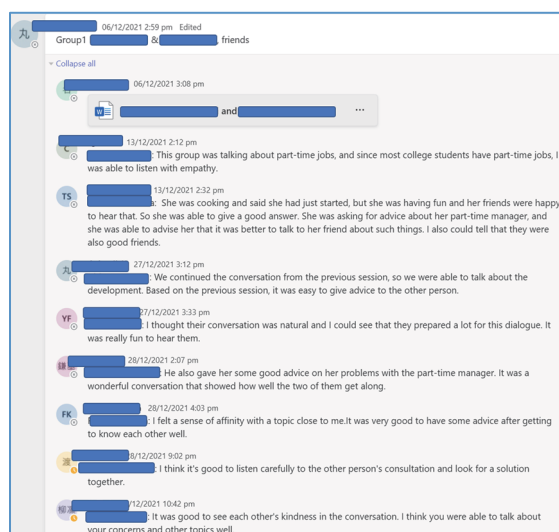 丸
06/12/2021 2:59 pm Edited
Group1 & , friends
Collapse all
06/12/2021 3:08 pm
W and ...
13/12/2021 2:12 pm
: This group was talking about part-time jobs, and since most college students have part-time jobs, I
was able to listen with empathy.
TS
13/12/2021 2:32 pm
: She was cooking and said she had just started, but she was having fun and her friends were happy
to hear that. So she was able to give a good answer. She was asking for advice about her part-time manager, and
she was able to advise her that it was better to talk to her friend about such things. I also could tell that they were
also good friends.
丸
27/12/2021 3:12 pm
: We continued the conversation from the previous session, so we were able to talk about the
development. Based on the previous session, it was easy to give advice to the other person.
YF
27/12/2021 3:33 pm
: I thought their conversation was natural and I could see that they prepared a lot for this dialogue. It
was really fun to hear them.
28/12/2021 2:07 pm
: He also gave her some good advice on her problems with the part-time manager. It was a
wonderful conversation that showed how well the two of them get along.
FK
28/12/2021 4:03 pm
: I felt a sense of affinity with a topic close to me.It was very good to have some advice after getting
to know each other well.
8/12/2021 9:02 pm
: I think it's good to listen carefully to the other person's consultation and look for a solution
together.
/12/2021 10:42 pm
: It was good to see each other's kindness in the conversation. I think you were able to talk about
your concerns and other topics well.